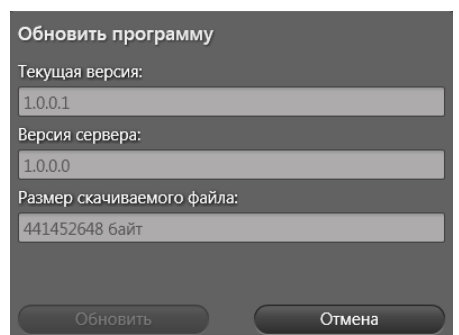 Обновить программу
Текущая версия:
1.0.0.1
Версия сервера:
1.0.0.0
Размер скачиваемого файла:
441452648 байт
Обновить
Отмена